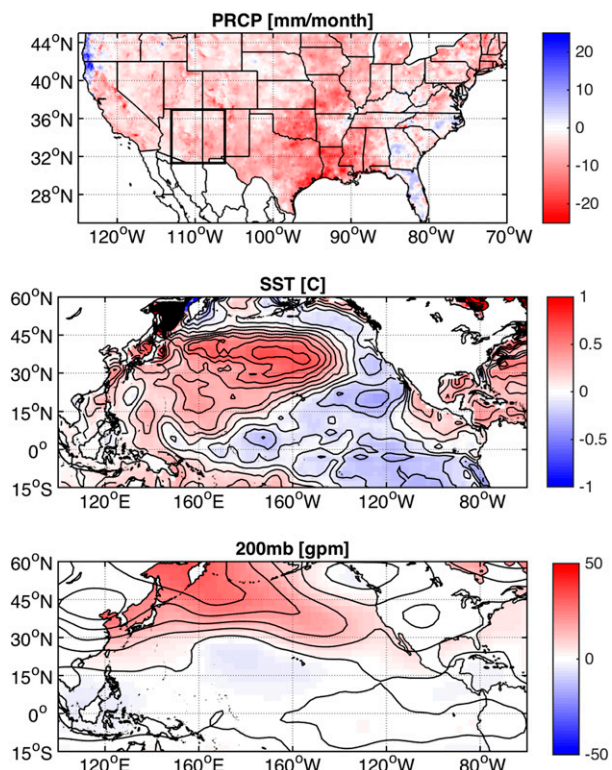 PRCP [mm/month]
44°N
40°N
36°N
32°N
28°N
120°W 110°W 100°W 90°W 80°W 70°W
20
10
0
-10
-20
SST [C]
60°N
45°N
30°N
15°N
0°
15°S
120°E 160°E 160°W 120°W 80°W
1
0.5
0
-0.5
-1
200mb [gpm]
60°N
45°N
30°N
15°N
0°
15°S
120°E 160°E 160°W 120°W 80°W
50
0
-50